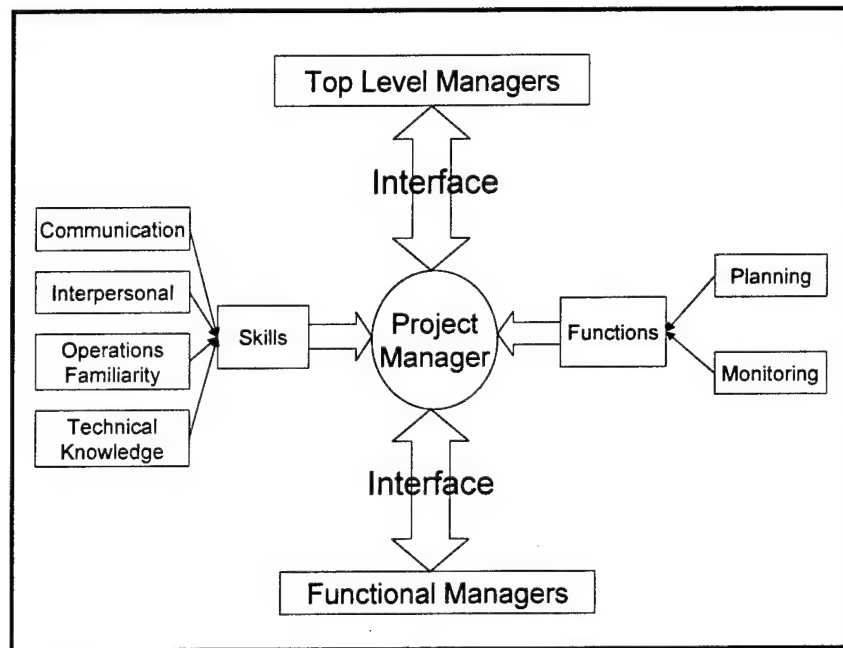 Top Level Managers
Interface
Communication
Interpersonal
Operations
Familiarity
Technical
Knowledge
Skills
Project
Manager
Functions
Planning
Monitoring
Interface
Functional Managers